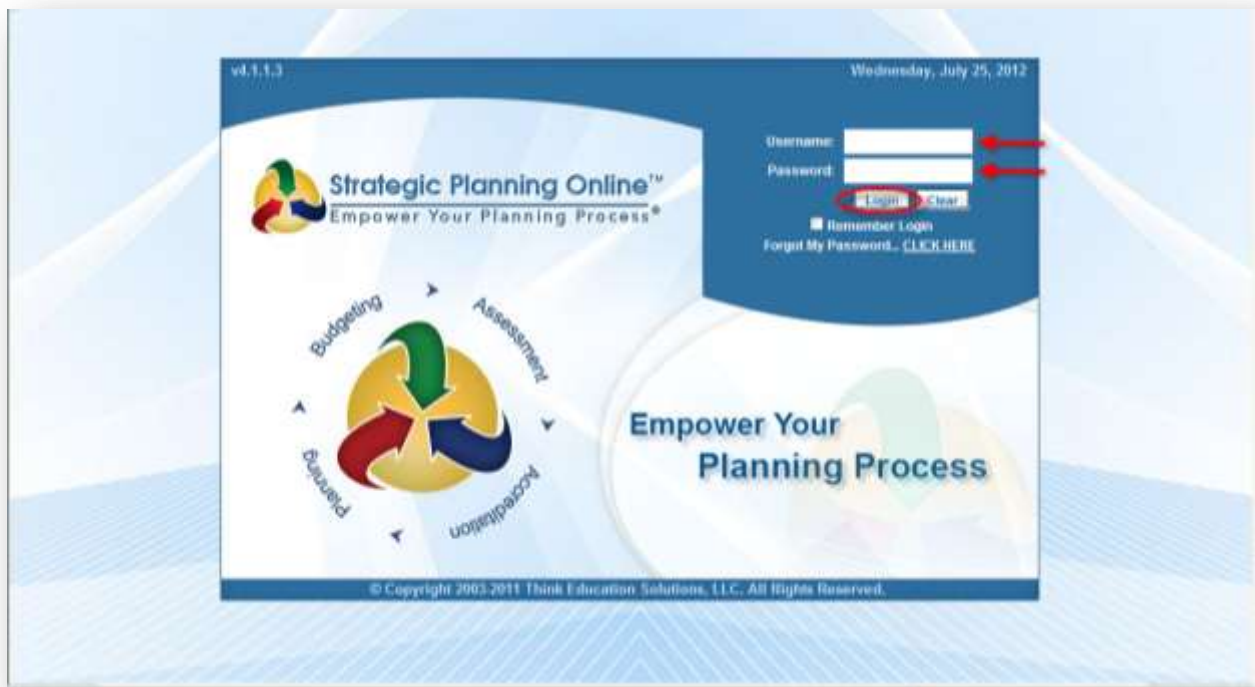 v4.1.1.3
Wednesday, July 25, 2012
Username:
Password:
Login Clear
Remember Login
Forgot My Password... CLICK HERE
Strategic Planning Online™
Empower Your Planning Process®
Budgeting
Assessment
Planning
Accreditation
Empower Your
Planning Process
© Copyright 2003-2011 Think Education Solutions, LLC. All Rights Reserved.